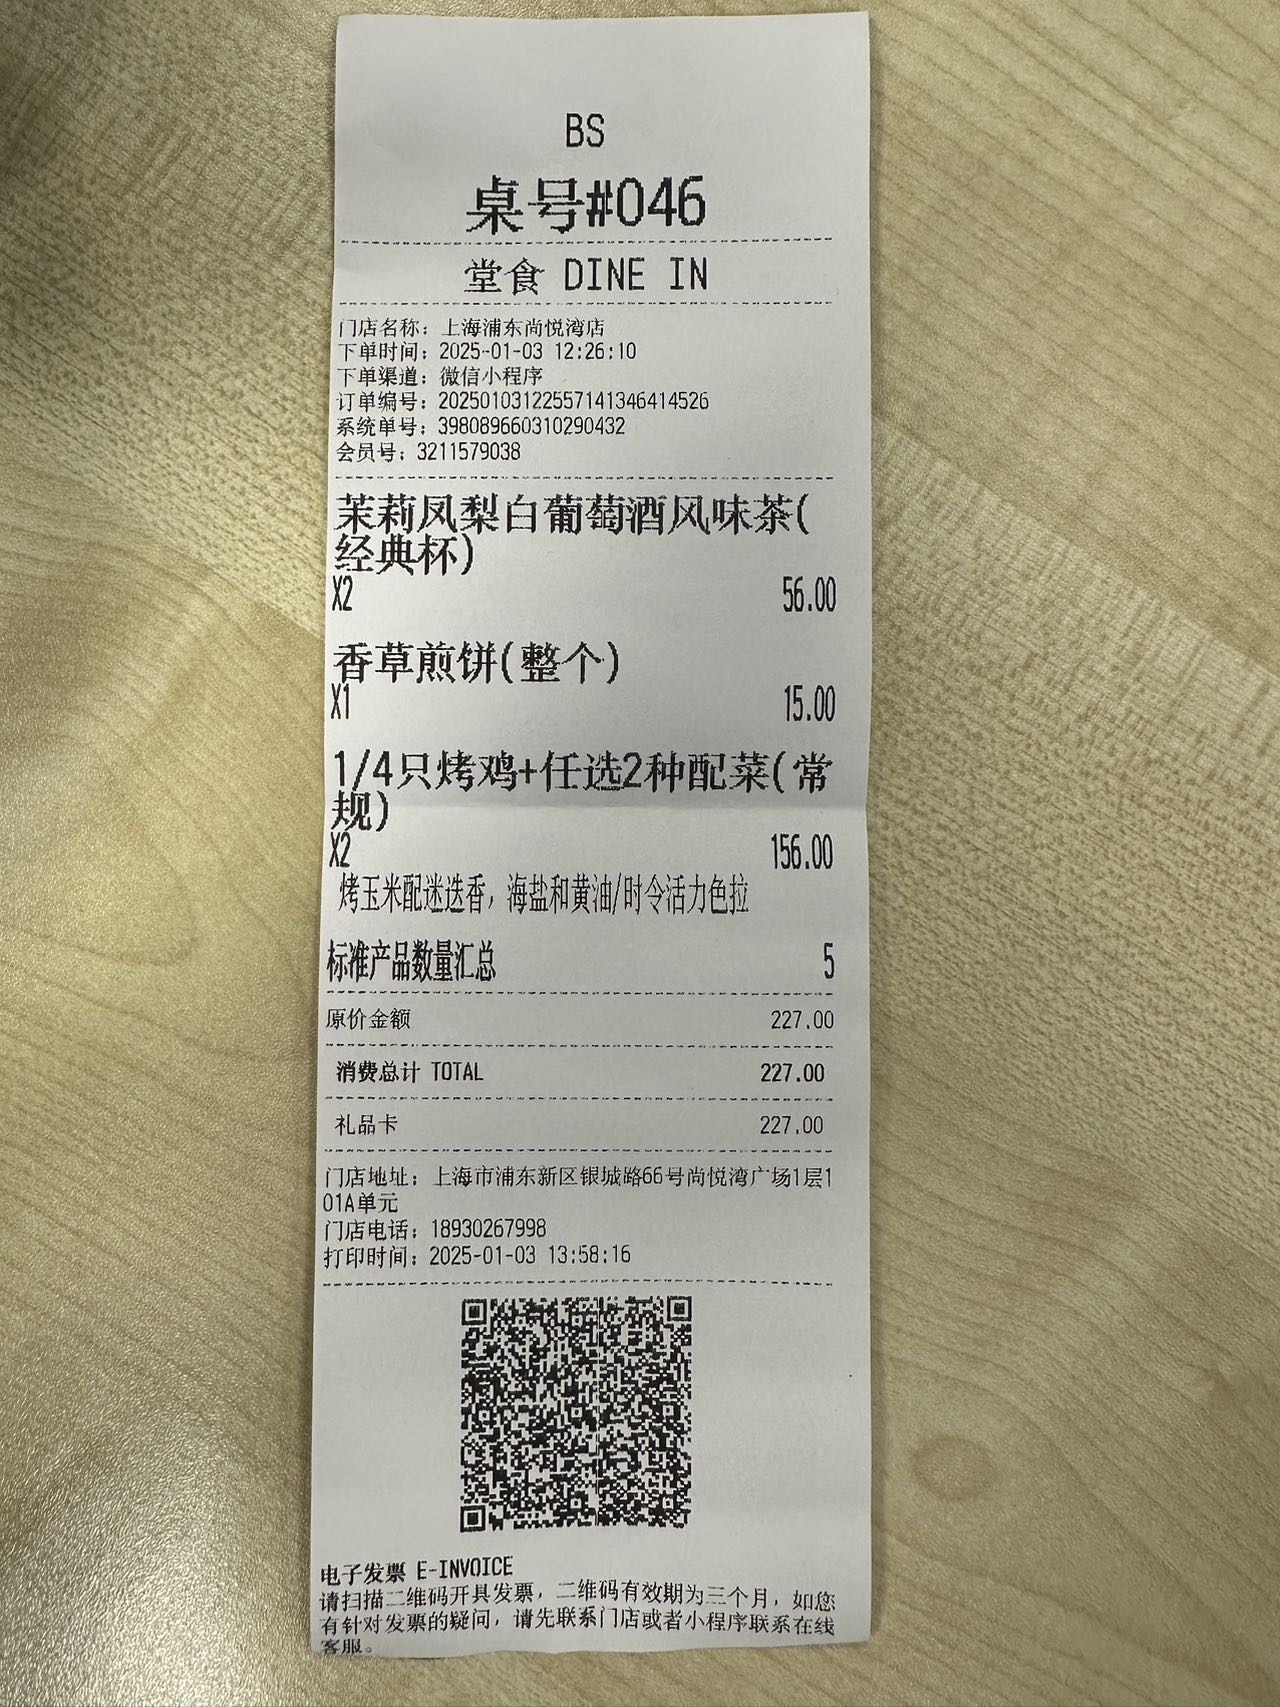 BS
桌号#046
堂食 DINE IN
门店名称: 上海浦东尚悦湾店
下单时间: 2025-01-03 12:26:10
下单渠道: 微信小程序
订单编号: 20250103122557141346414526
系统单号: 398089660310290432
会员号: 3211579038
茉莉凤梨白葡萄酒风味茶(
经典杯)
X2 56.00
香草煎饼(整个)
X1 15.00
1/4只烤鸡+任选2种配菜(常
规)
X2 156.00
烤玉米配迷迭香, 海盐和黄油/时令活力色拉
标准产品数量汇总 5
原价金额 227.00
消费总计 TOTAL 227.00
礼品卡 227.00
门店地址: 上海市浦东新区银城路66号尚悦湾广场1层1
01A单元
门店电话: 18930267998
打印时间: 2025-01-03 13:58:16
电子发票 E-INVOICE
请扫描二维码开具发票, 二维码有效期为三个月, 如您
有针对发票的疑问, 请先联系门店或者小程序联系在线
客服。